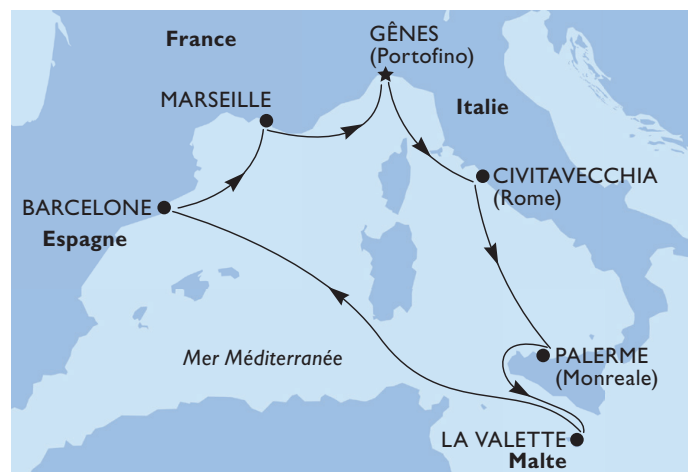 France
GÊNES
(Portofino)
MARSEILLE
Italie
CIVITAVECCHIA
(Rome)
BARCELONE
Espagne
Mer Méditerranée
PALERME
(Monreale)
LA VALETTE
Malte